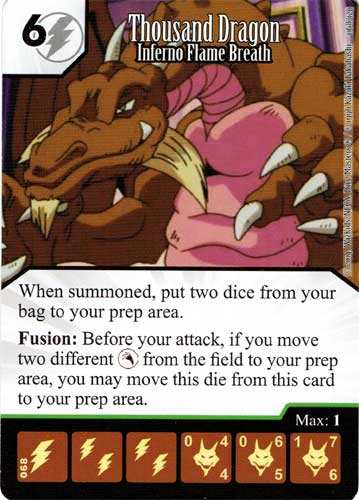 6
Thousand Dragon
Inferno Flame Breath
When summoned, put two dice from your
bag to your prep area.
Fusion: Before your attack, if you move
two different from the field to your prep
area, you may move this die from this card
to your prep area.
Max: 1
068
0 4 4
0 6 5
1 7 6